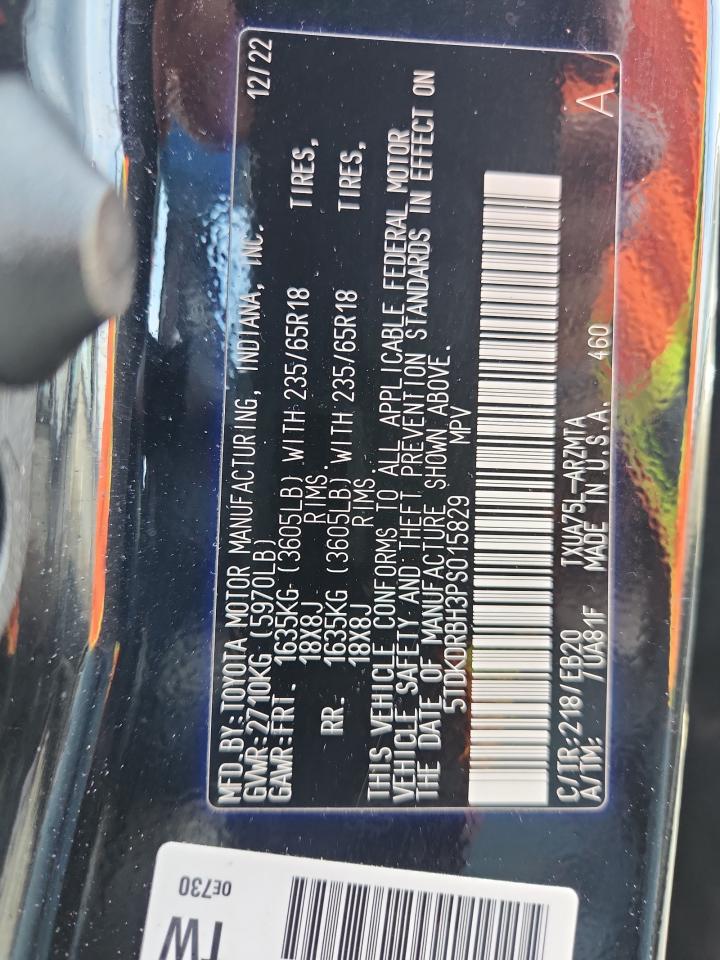 MFD.BY:TOYOTA MOTOR MANUFACTURING, INDIANA, INC. 12/22
GVWR:2710KG (5970LB)
GAWR:FRT. 1635KG (3605LB) WITH 235/65R18 TIRES,
18X8J RIMS.
RR. 1635KG (3605LB) WITH 235/65R18 TIRES,
18X8J RIMS.
THIS VEHICLE CONFORMS TO ALL APPLICABLE FEDERAL MOTOR
VEHICLE SAFETY AND THEFT PREVENTION STANDARDS IN EFFECT ON
THE DATE OF MANUFACTURE SHOWN ABOVE.
5TDKDRBH3PS015829 MPV
C/TR:218/EB20 TXUA75L-ARZMTA 460
A/TM: /UA81F MADE IN U.S.A. A
0E730